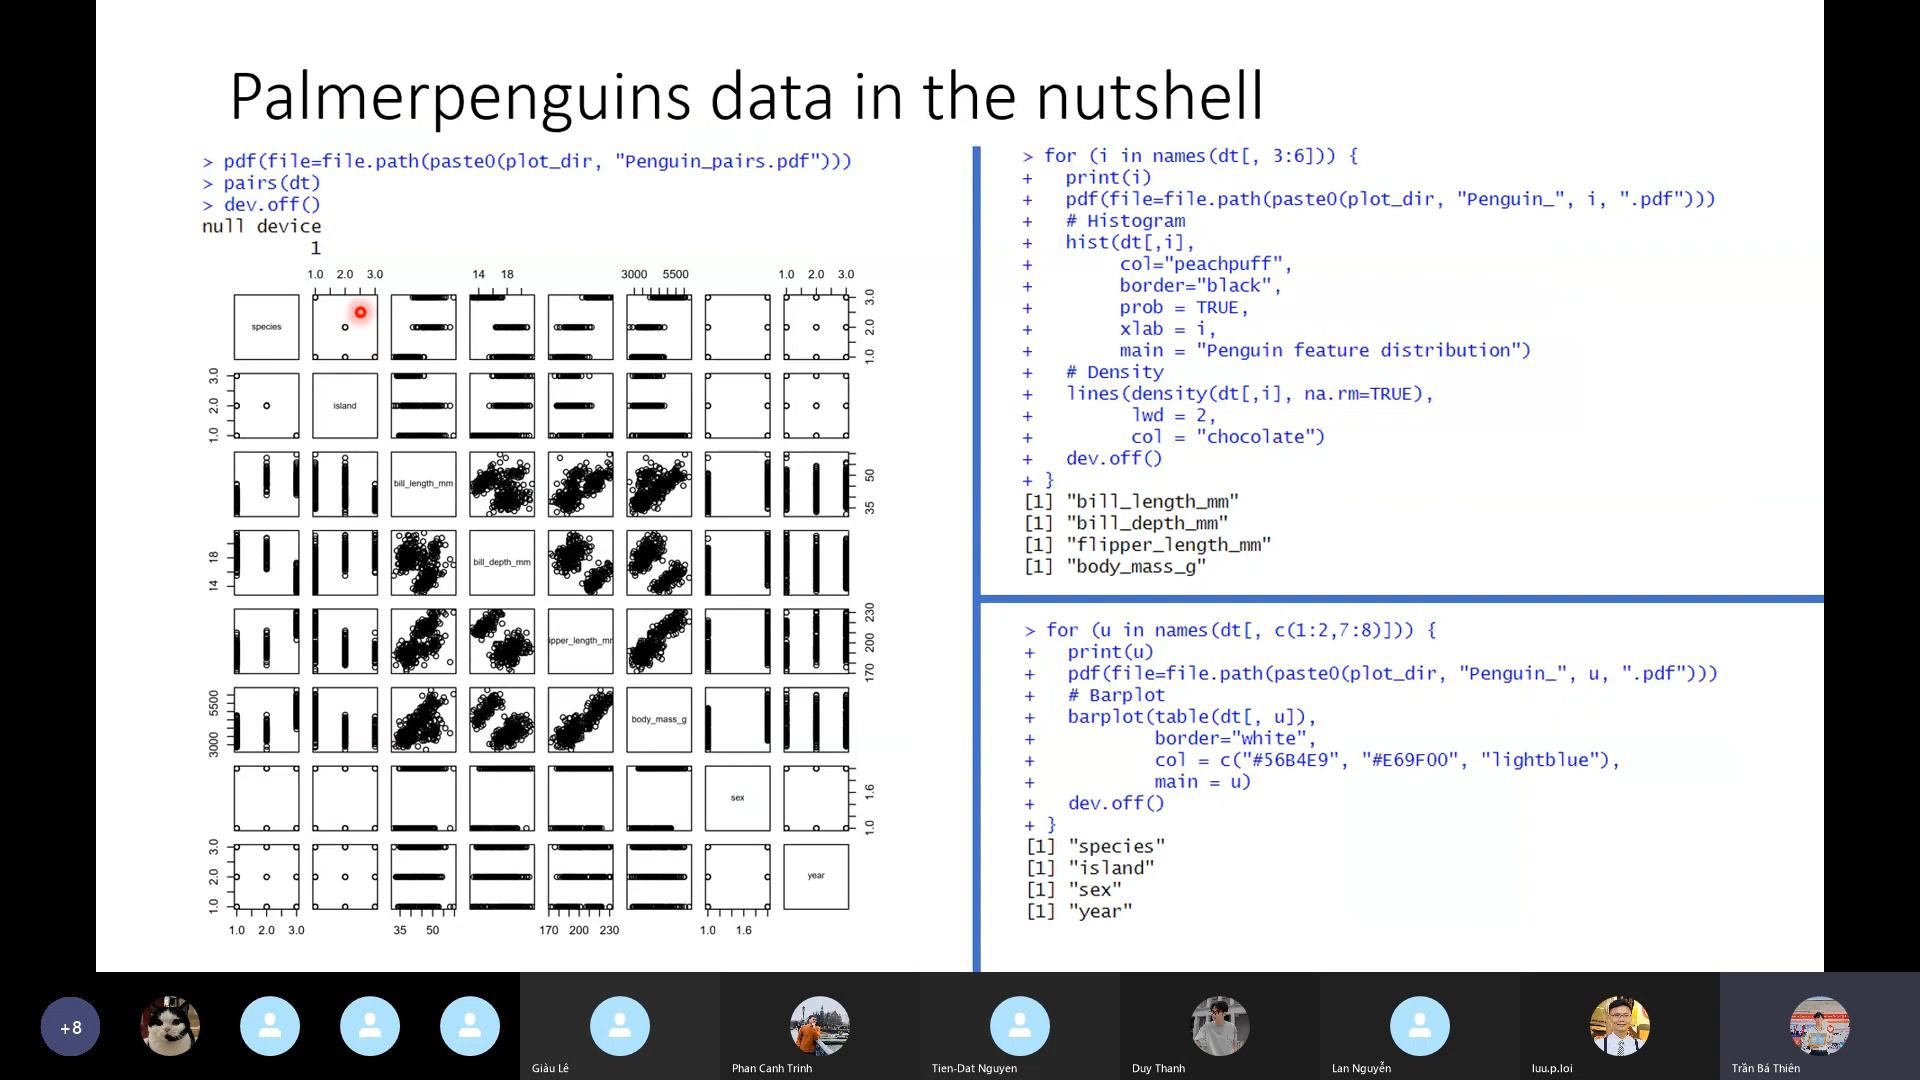 Palmerpenguins data in the nutshell
> pdf(file=file.path(paste0(plot_dir, "Penguin_pairs.pdf")))
> pairs(dt)
> dev.off()
null device
1
1.0 2.0 3.0 14 18 3000 5500 1.0 2.0 3.0
species
1.0 2.0 3.0
1.0 2.0 3.0
island
bill_length_mm
35 50
14 18
bill_depth_mm
ipper_length_mr
170 200 230
3000 5500
body_mass_g
sex
1.0 1.6
1.0 2.0 3.0
year
1.0 2.0 3.0 35 50 170 200 230 1.0 1.6
> for (i in names(dt[, 3:6])) {
+ print(i)
+ pdf(file=file.path(paste0(plot_dir, "Penguin_", i, ".pdf")))
+ # Histogram
+ hist(dt[,i],
+ col="peachpuff",
+ border="black",
+ prob = TRUE,
+ xlab = i,
+ main = "Penguin feature distribution")
+ # Density
+ lines(density(dt[,i], na.rm=TRUE),
+ lwd = 2,
+ col = "chocolate")
+ dev.off()
+ }
[1] "bill_length_mm"
[1] "bill_depth_mm"
[1] "flipper_length_mm"
[1] "body_mass_g"
> for (u in names(dt[, c(1:2,7:8)])) {
+ print(u)
+ pdf(file=file.path(paste0(plot_dir, "Penguin_", u, ".pdf")))
+ # Barplot
+ barplot(table(dt[, u]),
+ border="white",
+ col = c("#56B4E9", "#E69F00", "lightblue"),
+ main = u)
+ dev.off()
+ }
[1] "species"
[1] "island"
[1] "sex"
[1] "year"
+8
Giàu Lê
Phan Canh Trinh
Tien-Dat Nguyen
Duy Thanh
Lan Nguyễn
luu.p.loi
Trần Bá Thiên